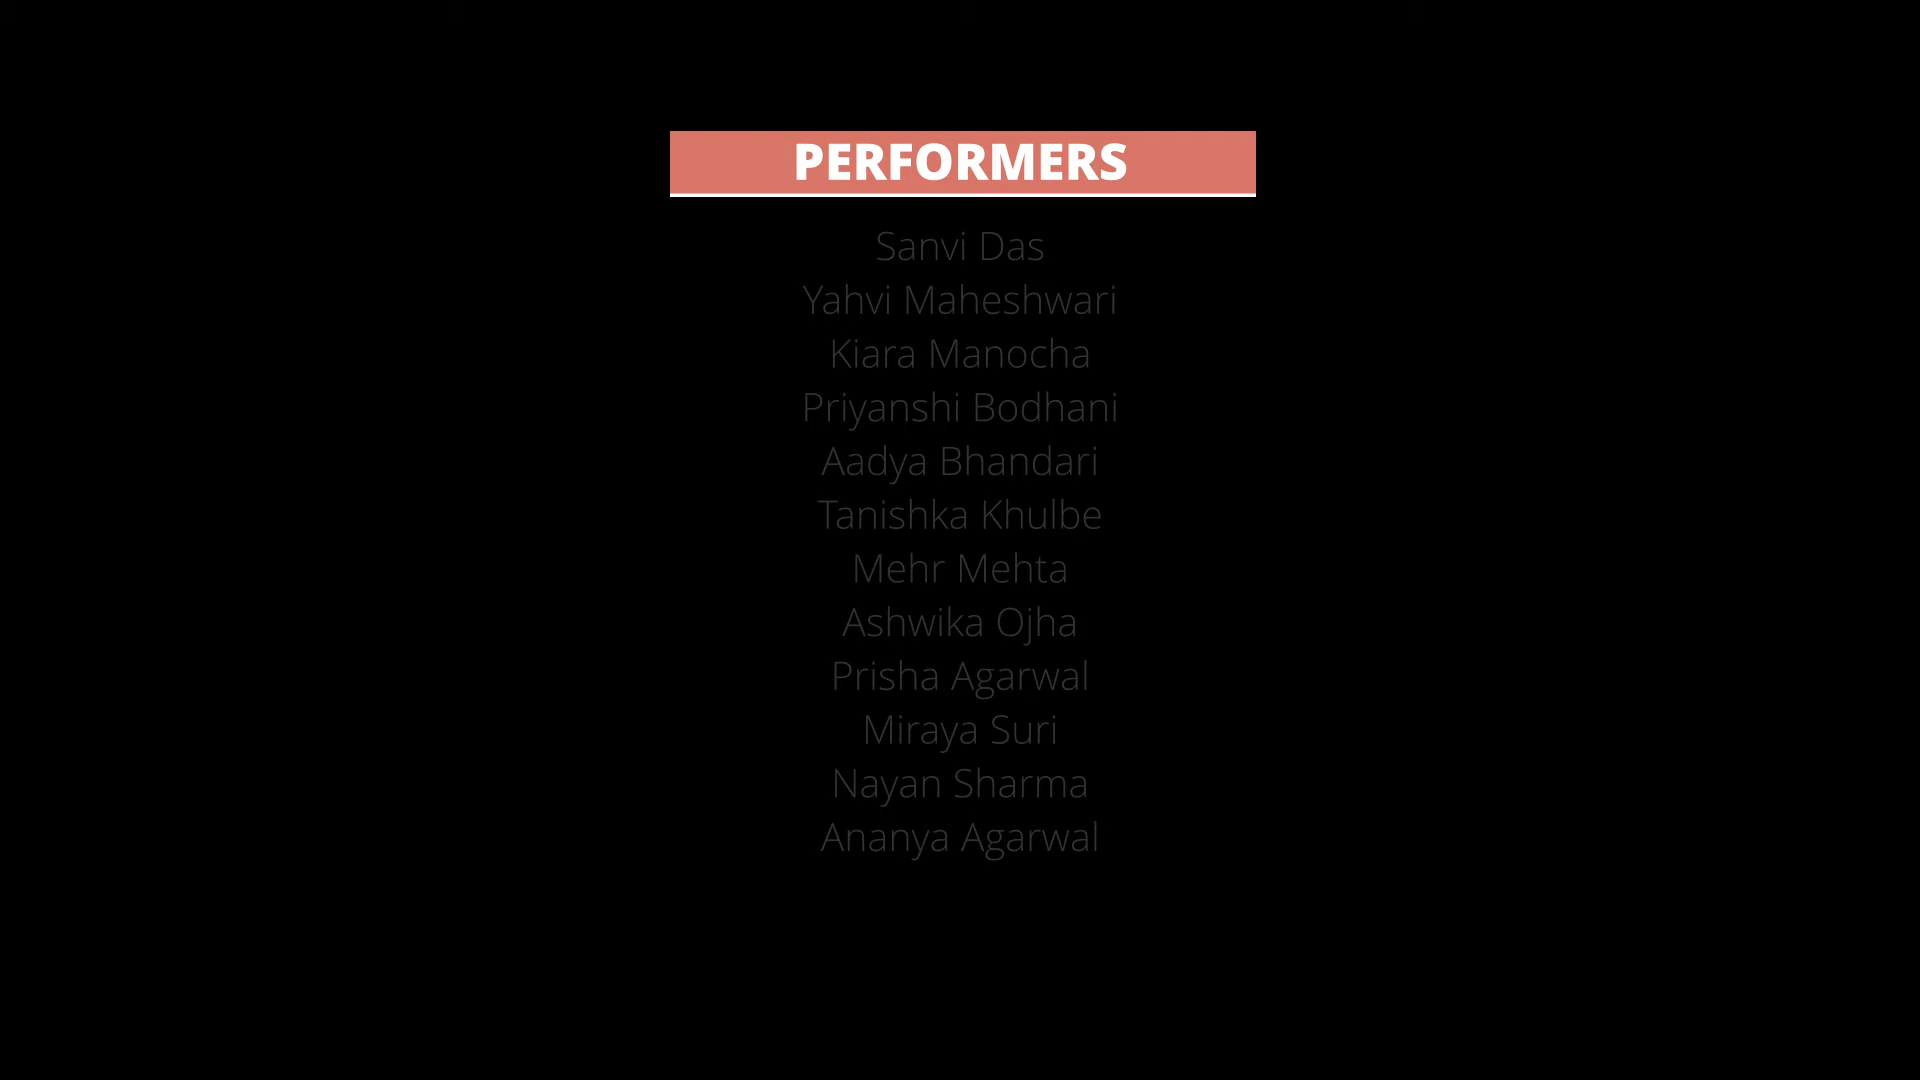 PERFORMERS
Sanvi Das
Yahvi Maheshwari
Kiara Manocha
Priyanshi Bodhani
Aadya Bhandari
Tanishka Khulbe
Mehr Mehta
Ashwika Ojha
Prisha Agarwal
Miraya Suri
Nayan Sharma
Ananya Agarwal